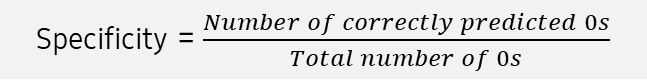 Specificity = Number of correctly predicted 0s
Total number of 0s